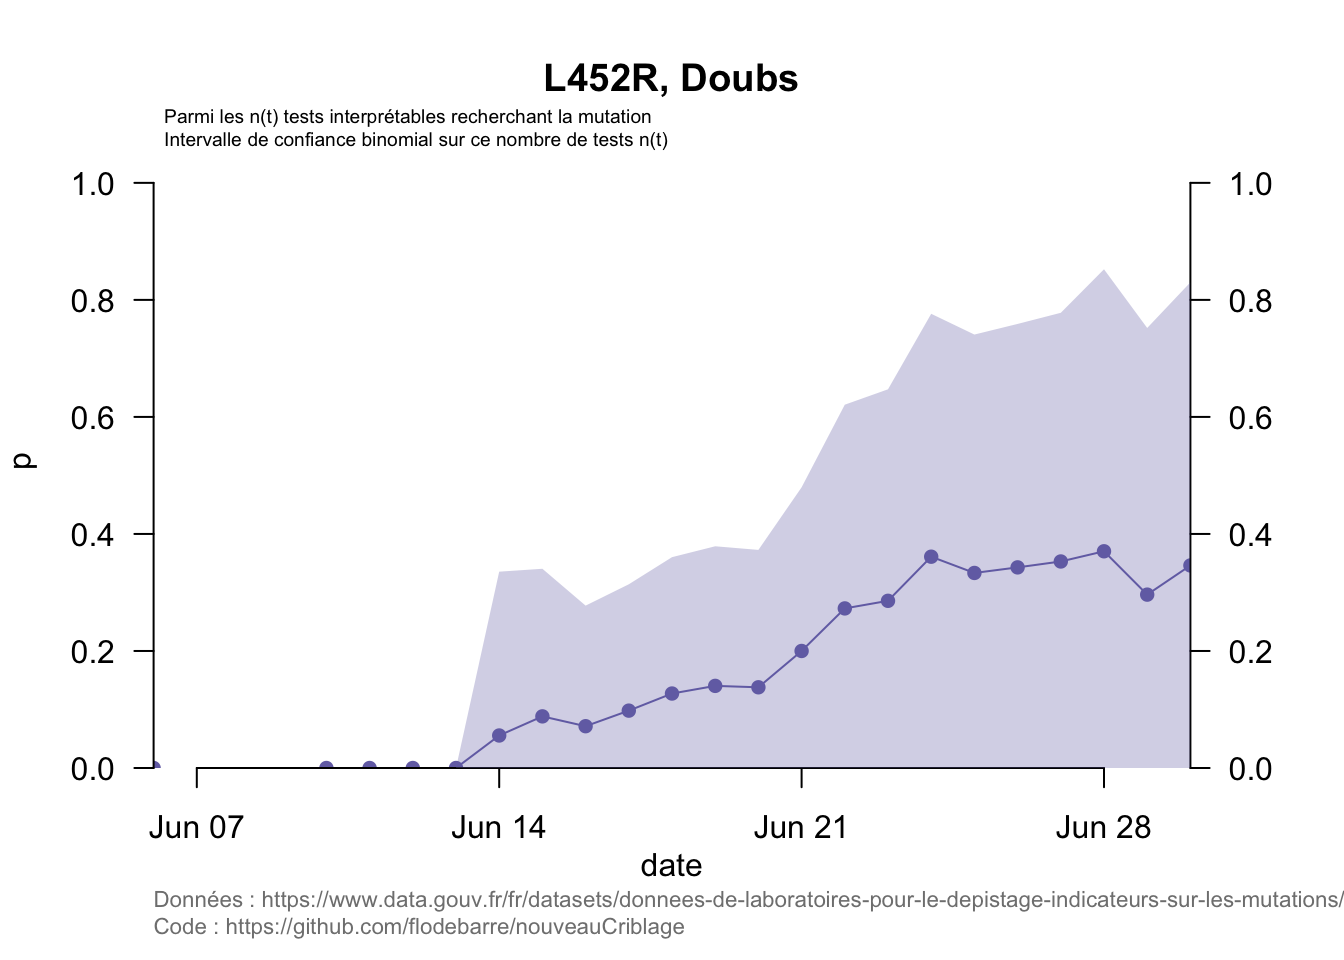 L452R, Doubs
Parmi les n(t) tests interprétables recherchant la mutation
Intervalle de confiance binomial sur ce nombre de tests n(t)
1.0 1.0
0.8 0.8
0.6 0.6
p
0.4 0.4
0.2 0.2
0.0 0.0
Jun 07 Jun 14 Jun 21 Jun 28
date
Données : https://www.data.gouv.fr/fr/datasets/donnees-de-laboratoires-pour-le-depistage-indicateurs-sur-les-mutations/
Code : https://github.com/flodebarre/nouveauCriblage